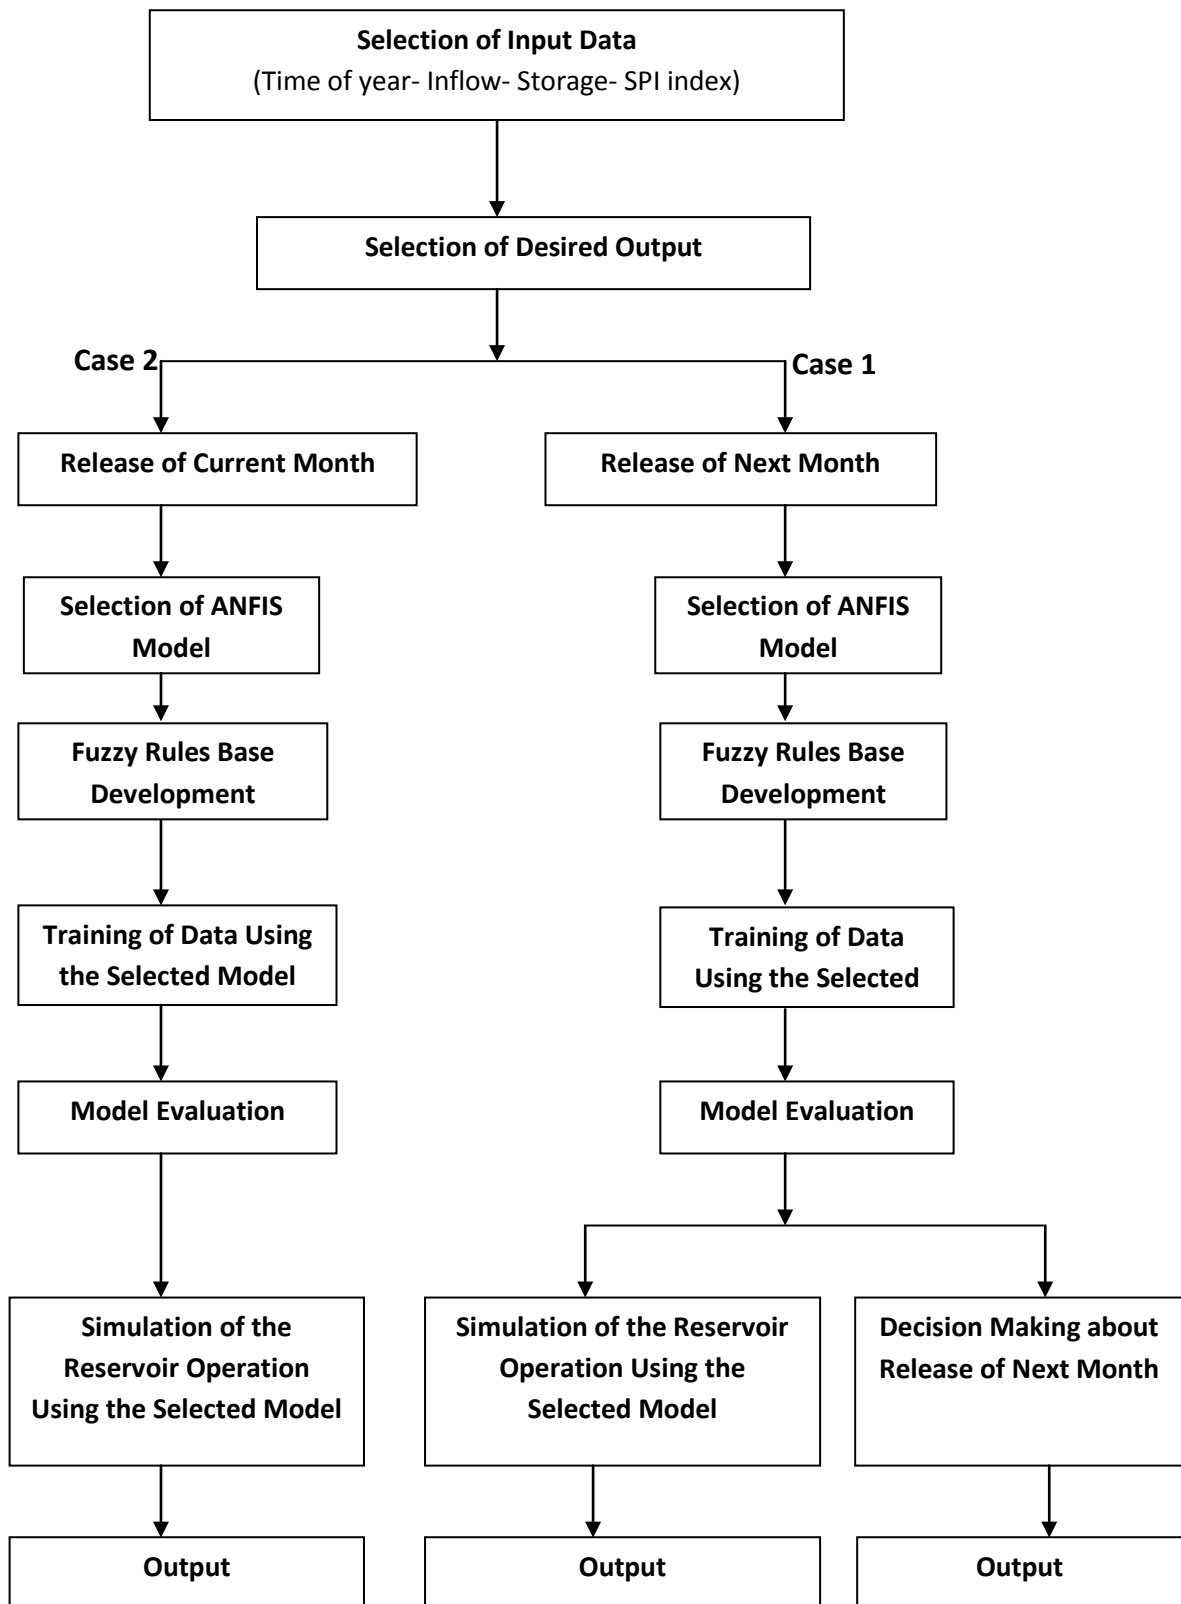 Selection of Input Data
(Time of year- Inflow- Storage- SPI index)
Selection of Desired Output
Case 2
Case 1
Release of Current Month
Release of Next Month
Selection of ANFIS
Model
Selection of ANFIS
Model
Fuzzy Rules Base
Development
Fuzzy Rules Base
Development
Training of Data Using
the Selected Model
Training of Data
Using the Selected
Model Evaluation
Model Evaluation
Simulation of the
Reservoir Operation
Using the Selected Model
Simulation of the Reservoir
Operation Using the
Selected Model
Decision Making about
Release of Next Month
Output
Output
Output